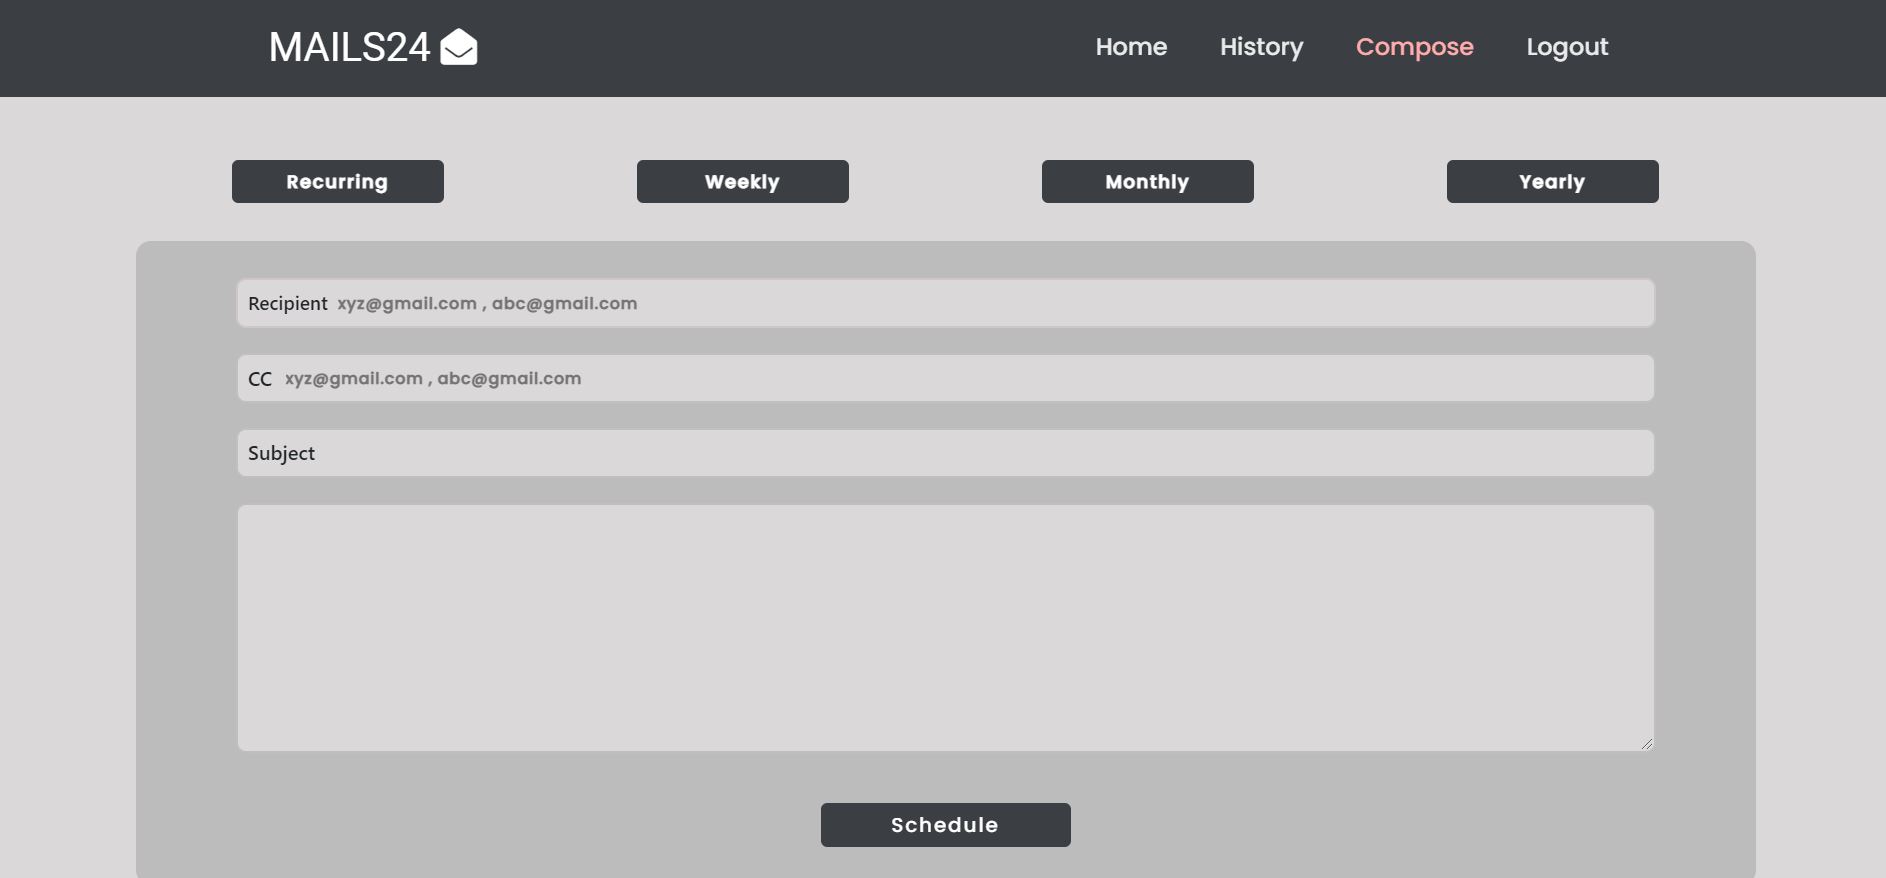 MAILS24 Home History Compose Logout
Recurring Weekly Monthly Yearly
Recipient xyz@gmail.com , abc@gmail.com
CC xyz@gmail.com , abc@gmail.com
Subject
Schedule